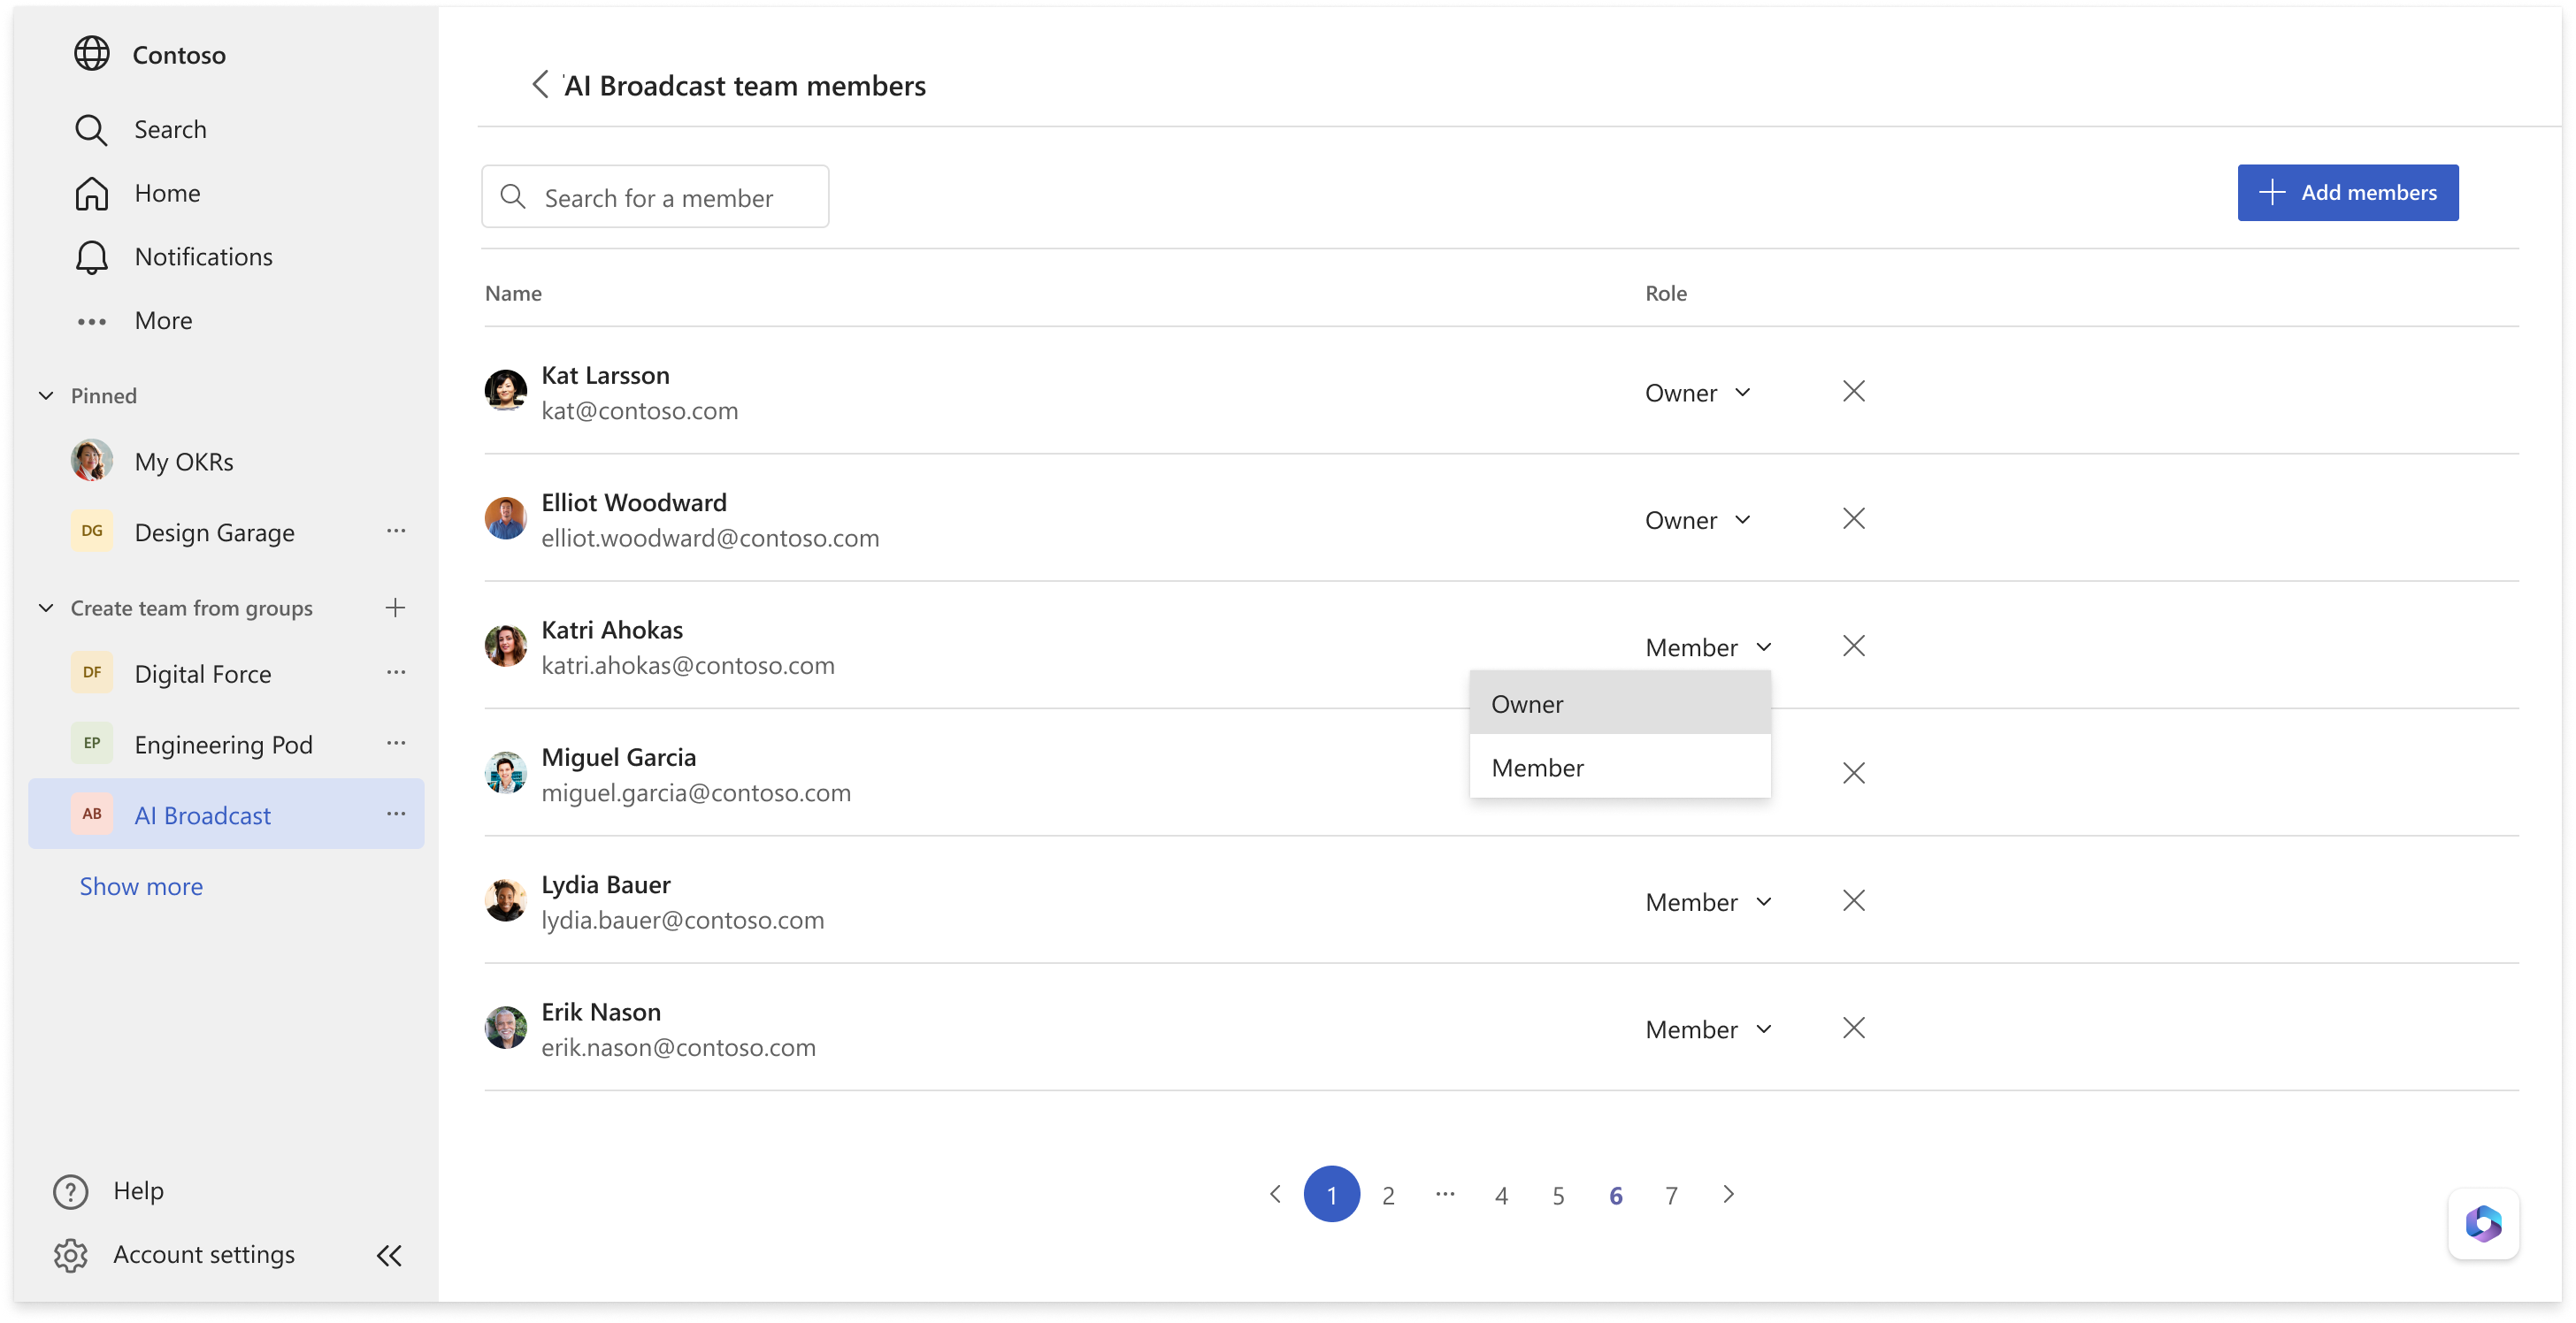 Contoso
Search
Home
Notifications
More
Pinned
My OKRs
DG Design Garage ...
Create team from groups
DF Digital Force ...
EP Engineering Pod ...
AB AI Broadcast ...
Show more
Help
Account settings
'AI Broadcast team members
Search for a member
Add members
Name Role
Kat Larsson
kat@contoso.com
Owner
Elliot Woodward
elliot.woodward@contoso.com
Owner
Katri Ahokas
katri.ahokas@contoso.com
Member
Owner
Member
Miguel Garcia
miguel.garcia@contoso.com
Lydia Bauer
lydia.bauer@contoso.com
Member
Erik Nason
erik.nason@contoso.com
Member
1 2 ... 4 5 6 7